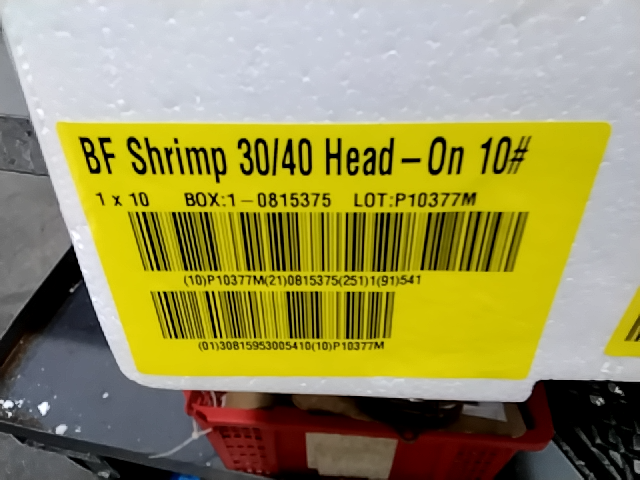 BF Shrimp 30/40 Head-On 10#
1 x 10 BOX:1-0815375 LOT:P10377M
(10)P10377M(21)0815375(251)1(91)541
(01)30815953005410(10)P10377M